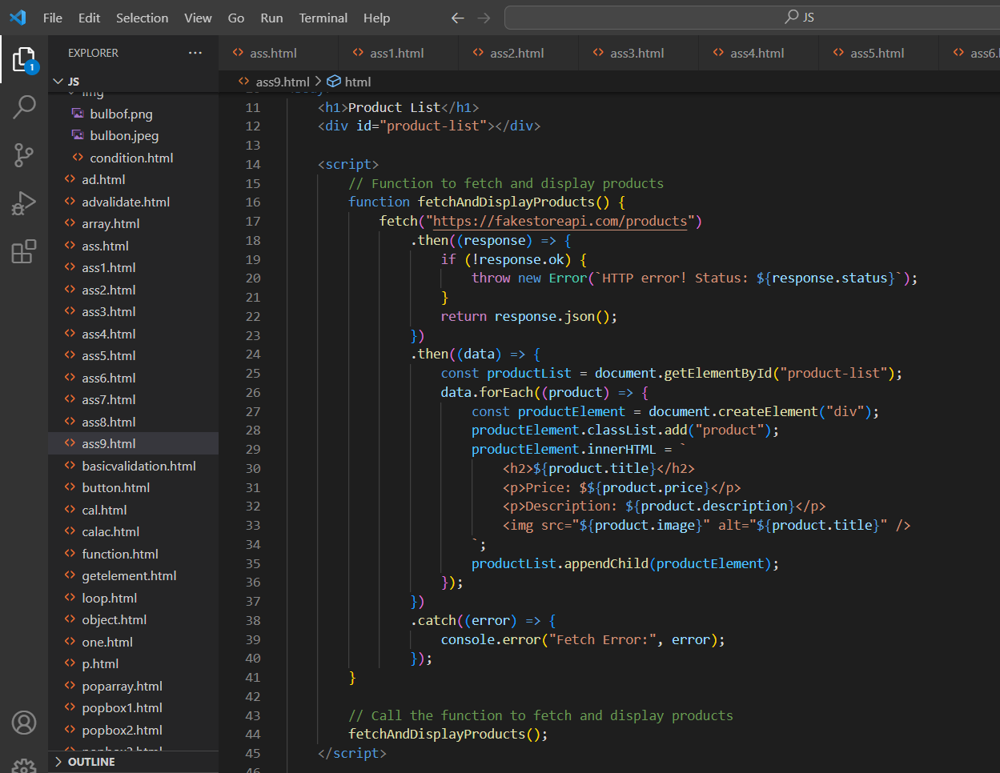 File Edit Selection View Go Run Terminal Help
JS
EXPLORER
ass.html
ass1.html
ass2.html
ass3.html
ass4.html
ass5.html
1
JS
ass9.html > html
img
bulbof.png
bulbon.jpeg
condition.html
ad.html
advalidate.html
array.html
ass.html
ass1.html
ass2.html
ass3.html
ass4.html
ass5.html
ass6.html
ass7.html
ass8.html
ass9.html
basicvalidation.html
button.html
cal.html
calac.html
function.html
getelement.html
loop.html
object.html
one.html
p.html
poparray.html
popbox1.html
popbox2.html
OUTLINE
11 <h1>Product List</h1>
12 <div id="product-list"></div>
13
14 <script>
15 // Function to fetch and display products
16 function fetchAndDisplayProducts() {
17 fetch("https://fakestoreapi.com/products")
18 .then((response) => {
19 if (!response.ok) {
20 throw new Error(`HTTP error! Status: ${response.status}`);
21 }
22 return response.json();
23 })
24 .then((data) => {
25 const productList = document.getElementById("product-list");
26 data.forEach((product) => {
27 const productElement = document.createElement("div");
28 productElement.classList.add("product");
29 productElement.innerHTML = `
30 <h2>${product.title}</h2>
31 <p>Price: $${product.price}</p>
32 <p>Description: ${product.description}</p>
33 <img src="${product.image}" alt="${product.title}" />
34 `;
35 productList.appendChild(productElement);
36 });
37 })
38 .catch((error) => {
39 console.error("Fetch Error:", error);
40 });
41 }
42
43 // Call the function to fetch and display products
44 fetchAndDisplayProducts();
45 </script>